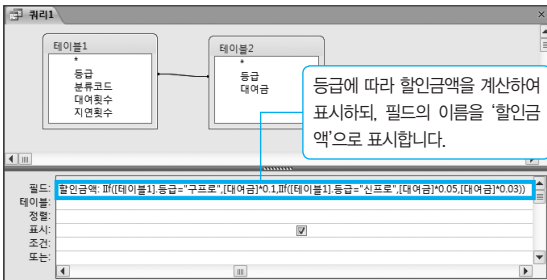 쿼리1
테이블1
*
등급
분류코드
대여횟수
지연횟수
테이블2
*
등급
대여금
등급에 따라 할인금액을 계산하여
표시하되, 필드의 이름을 ‘할인금
액’으로 표시합니다.
필드: 할인금액: IIf([테이블1].등급="구프로",[대여금]*0.1,IIf([테이블1].등급="신프로",[대여금]*0.05,[대여금]*0.03))
테이블:
정렬:
표시:
조건:
또는: